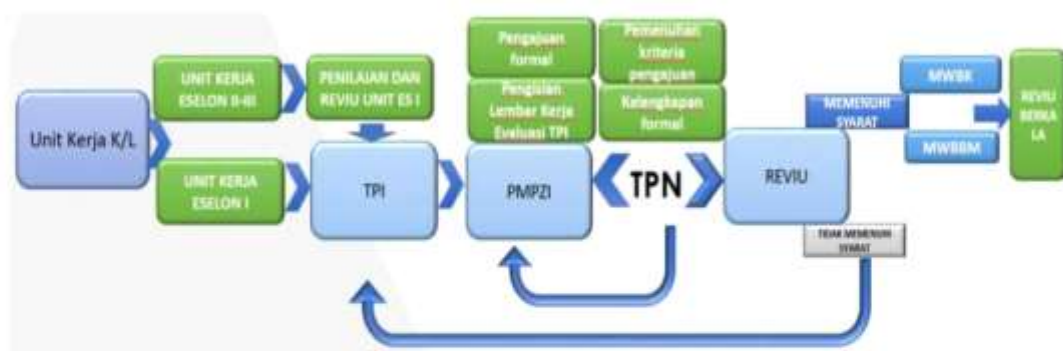 Unit Kerja K/L
UNIT KERJA
ESELON II-III
PENILAIAN DAN
REVIU UNIT ES I
UNIT KERJA
ESELON I
TPI
Pengajuan
formal
Pemenuhan
kriteria
pengajuan
Pengisian
Lembar Kerja
Evaluasi TPI
Kelengkapan
formal
PMPZI
TPN
REVIU
MEMENUHI
SYARAT
MWBK
MWBBM
REVIU
BERKA
LA
TIDAK MEMENUHI
SYARAT